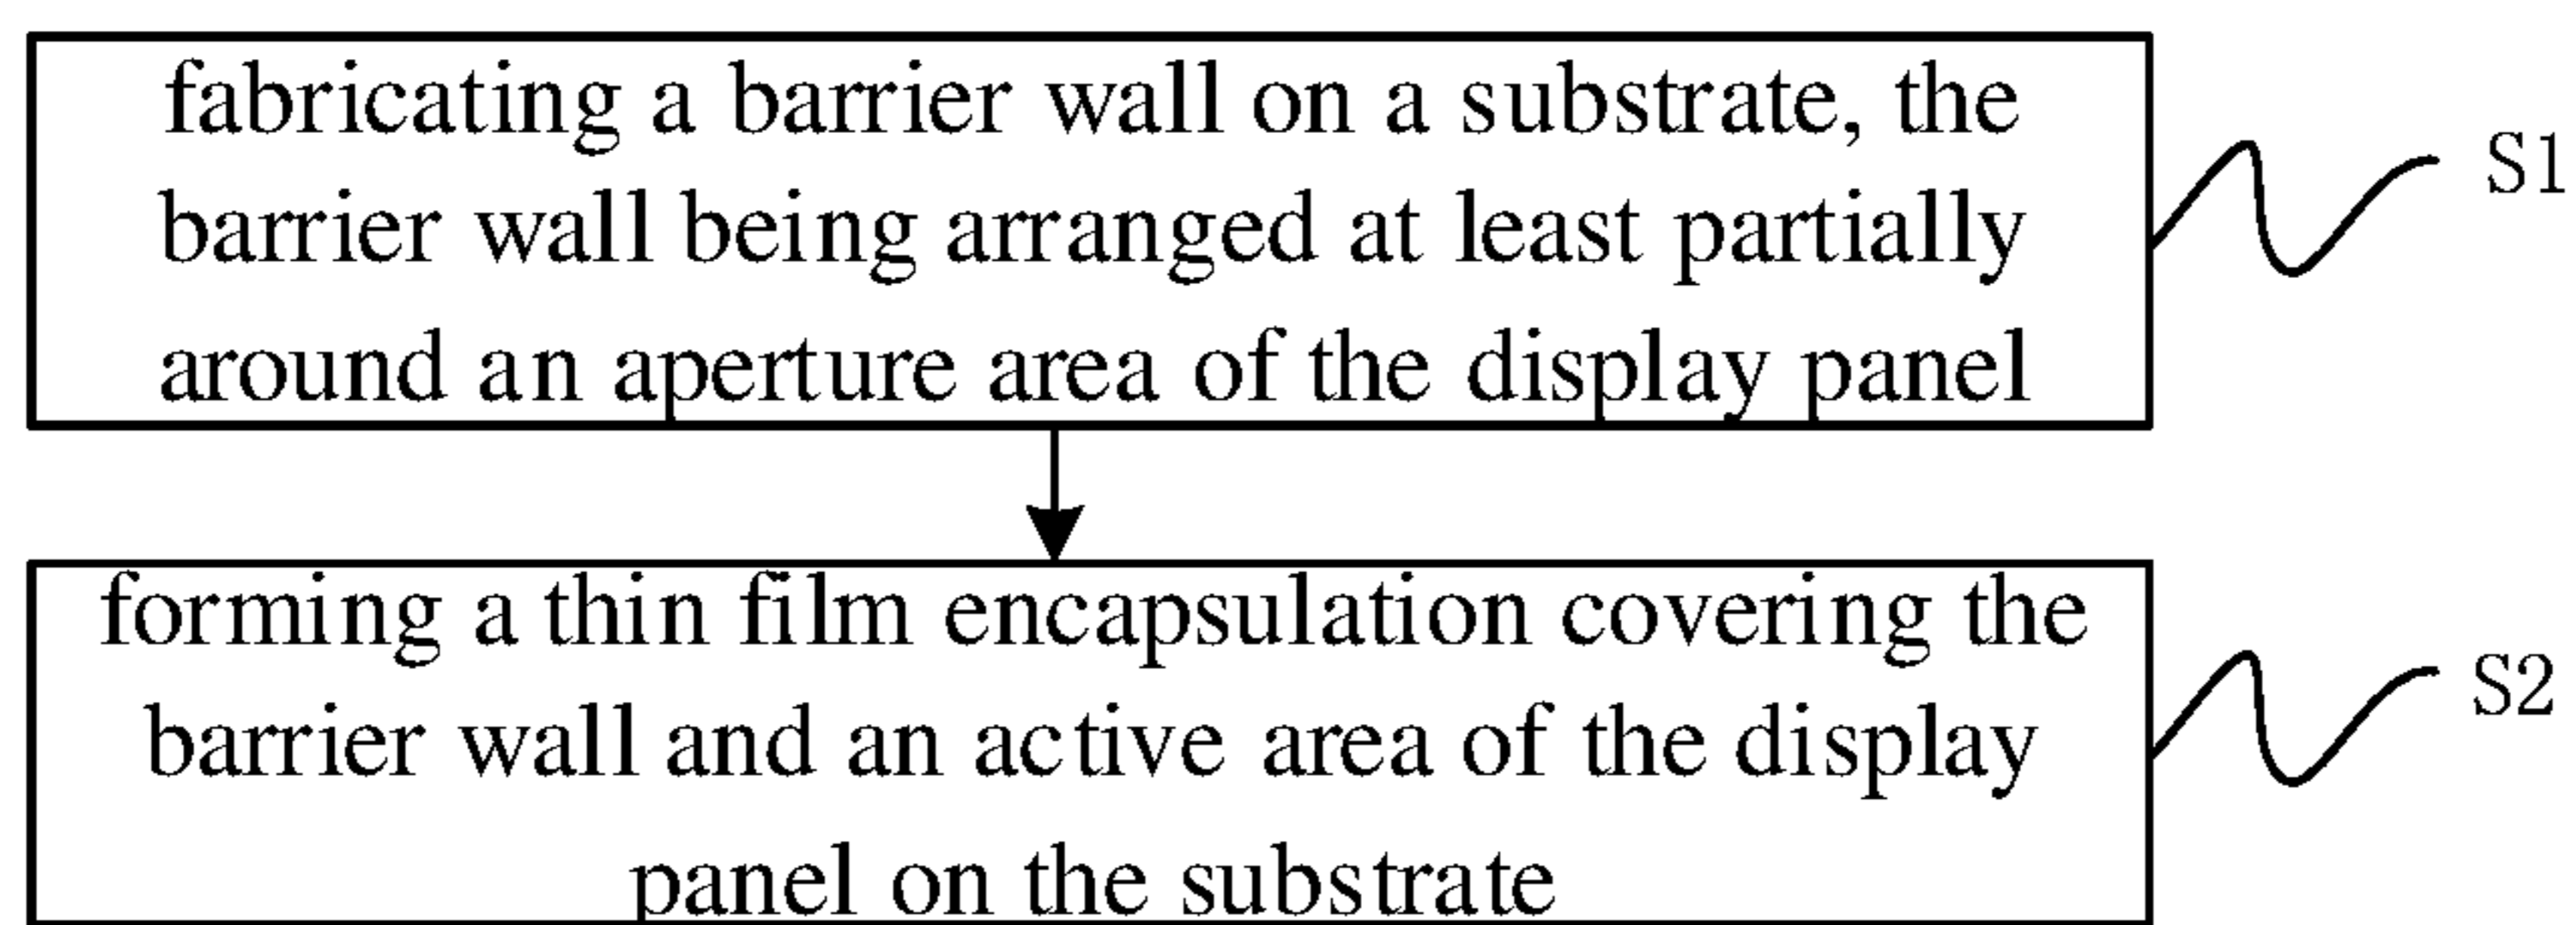 fabricating a barrier wall on a substrate, the
barrier wall being arranged at least partially
around an aperture area of the display panel
S1
forming a thin film encapsulation covering the
barrier wall and an active area of the display
panel on the substrate
S2